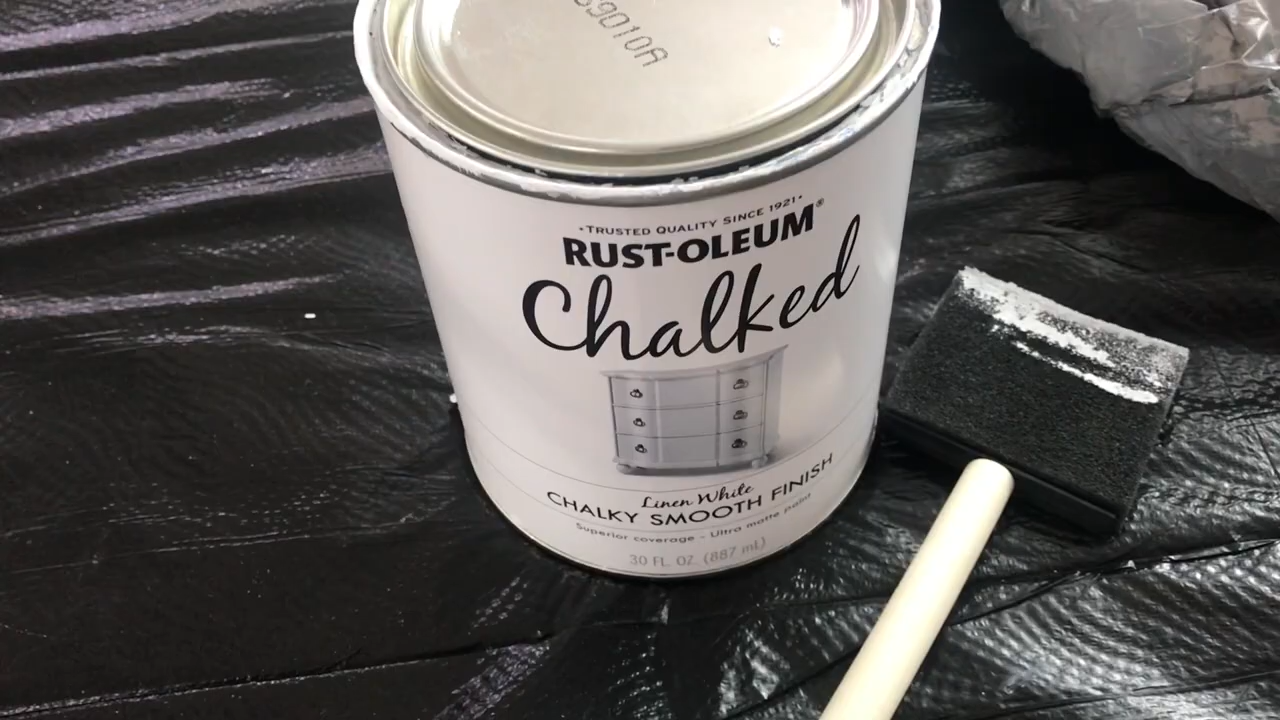 69010A
•TRUSTED QUALITY SINCE 1921•
RUST-OLEUM®
Chalked
Linen White
CHALKY SMOOTH FINISH
Superior coverage - Ultra matte paint
30 FL. OZ. (887 mL)